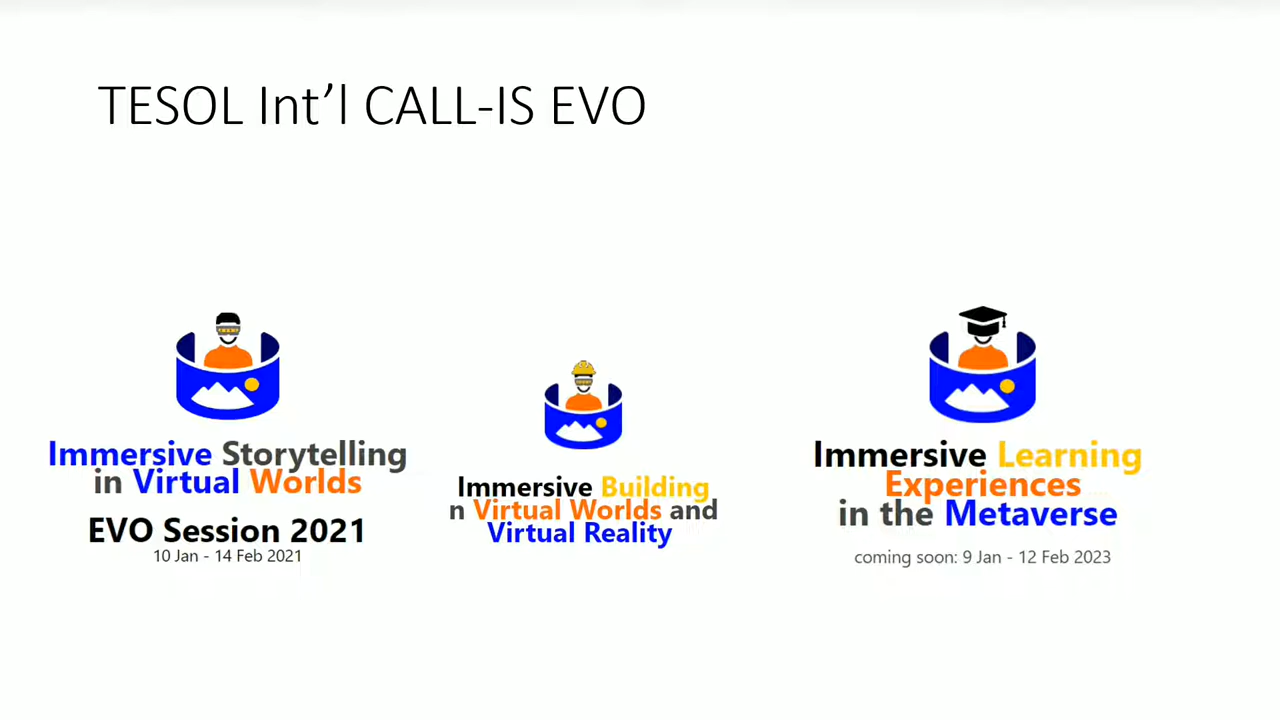 TESOL Int’l CALL-IS EVO
Immersive Storytelling
in Virtual Worlds
EVO Session 2021
10 Jan - 14 Feb 2021
Immersive Building
n Virtual Worlds and
Virtual Reality
Immersive Learning
Experiences
in the Metaverse
coming soon: 9 Jan - 12 Feb 2023